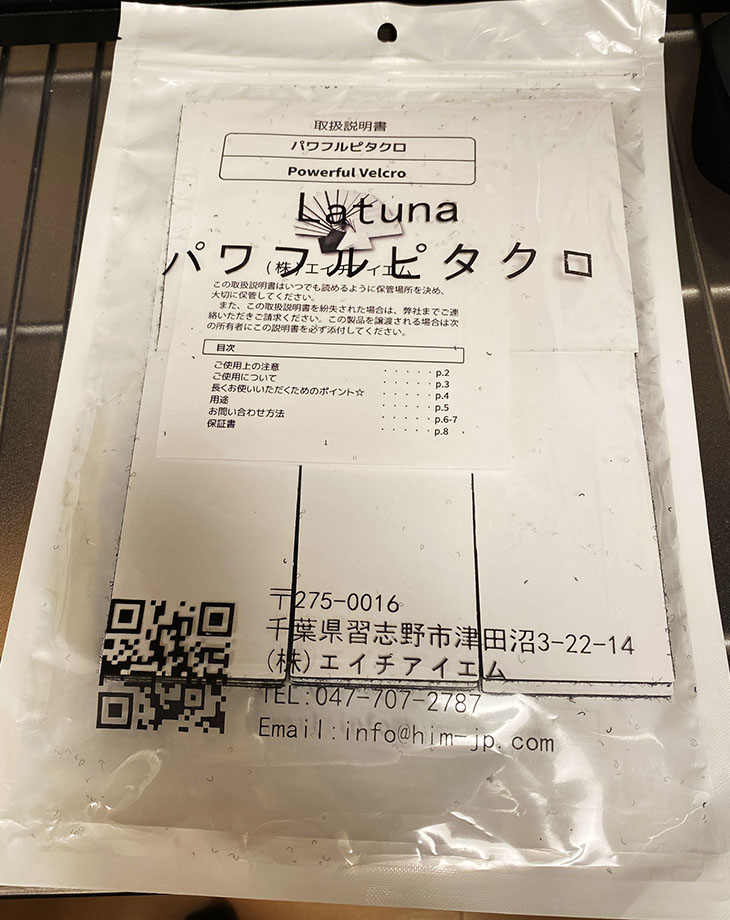 取扱説明書
パワフルピタクロ
Powerful Velcro
Latuna
パワフルピタクロ
(株)エイチアイエム
この取扱説明書はいつでも読めるように保管場所を決め、
大切に保管してください。
また、この取扱説明書を紛失された場合は、弊社までご連
絡いただきご請求ください。この製品を譲渡される場合は次
の所有者にこの説明書を必ず添付してください。
目次
ご使用上の注意 ・・・・・・p.2
ご使用について ・・・・・・p.3
長くお使いいただくためのポイント☆ ・・・・・・p.4
用途 ・・・・・・p.5
お問い合わせ方法 ・・・・・・p.6-7
保証書 ・・・・・・p.8
1
〒275-0016
千葉県習志野市津田沼3-22-14
(株)エイチアイエム
TEL:047-707-2787
Email:info@him-jp.com